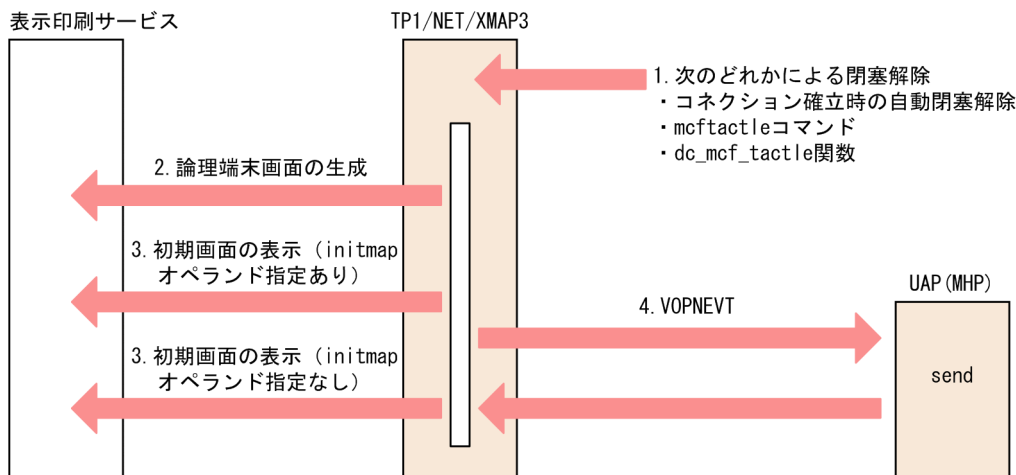 表示印刷サービス
TP1/NET/XMAP3
1. 次のどれかによる閉塞解除
・コネクション確立時の自動閉塞解除
・mcftactleコマンド
・dc_mcf_tactle関数
2. 論理端末画面の生成
3. 初期画面の表示（initmap
オペランド指定あり）
UAP(MHP)
4. VOPNEVT
3. 初期画面の表示（initmap
オペランド指定なし）
send